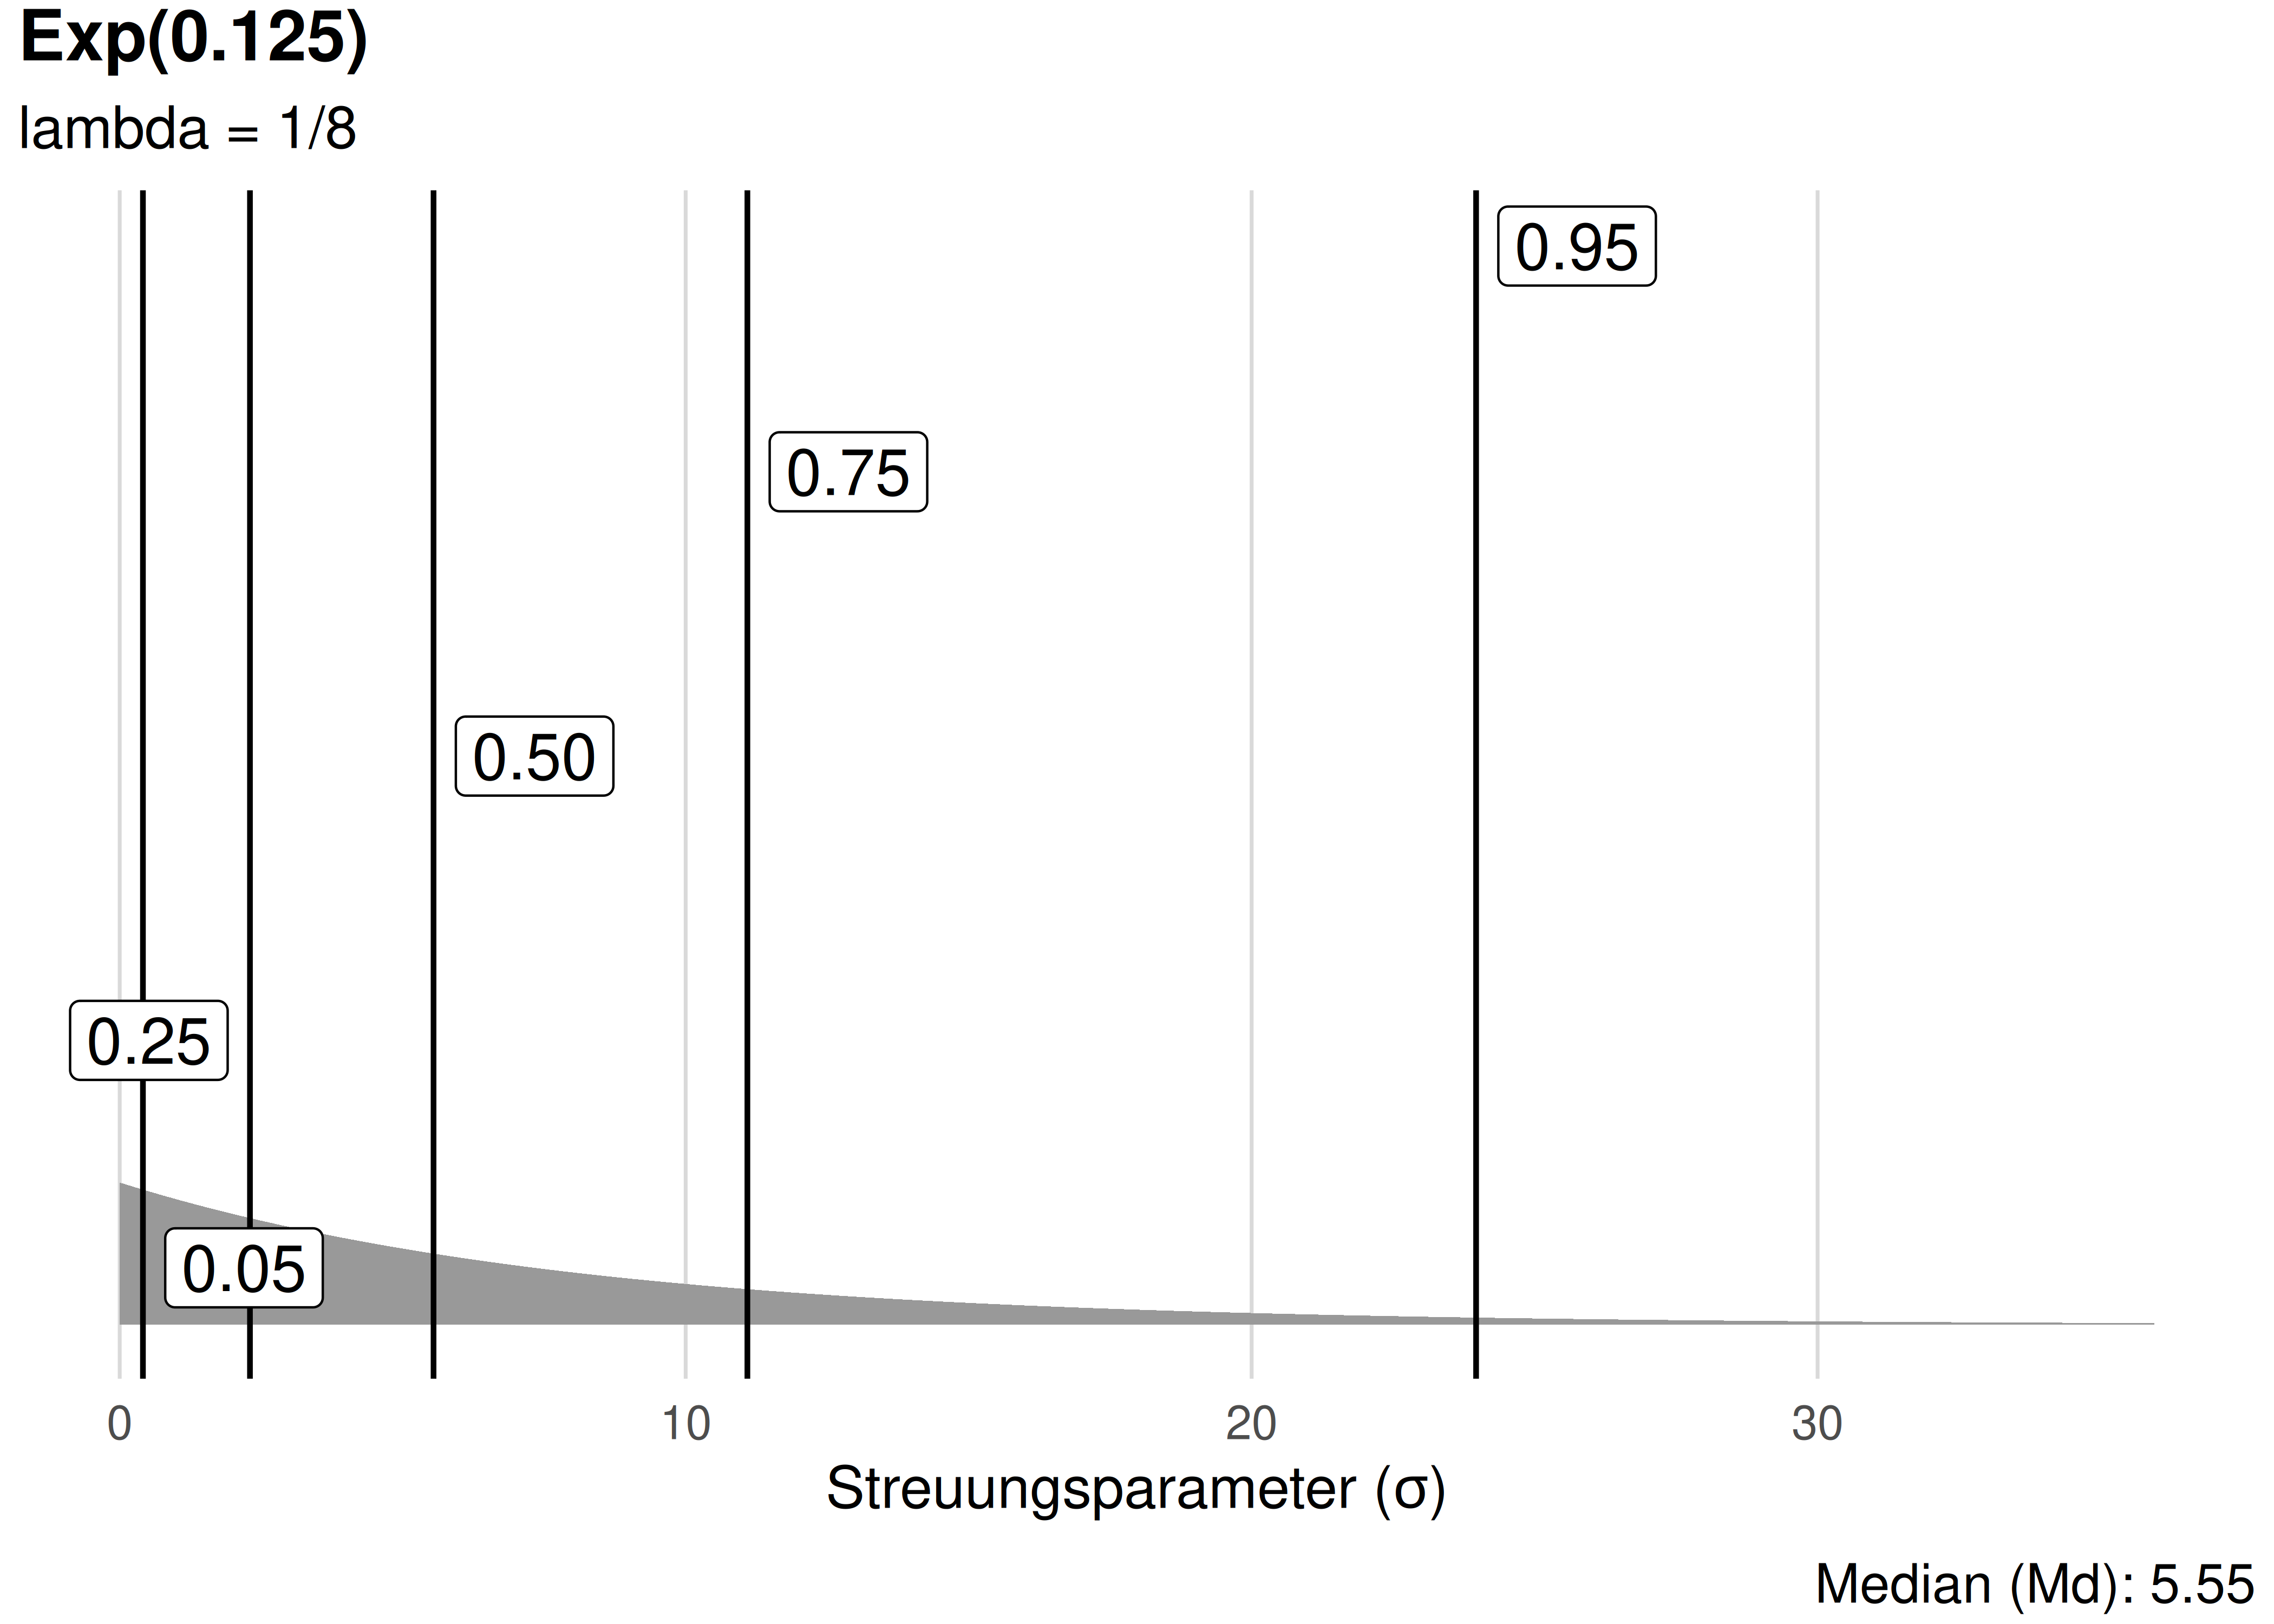 Exp(0.125)
lambda = 1/8
0.95
0.75
0.50
0.25
0.05
0 10 20 30
Streuungsparameter (σ)
Median (Md): 5.55